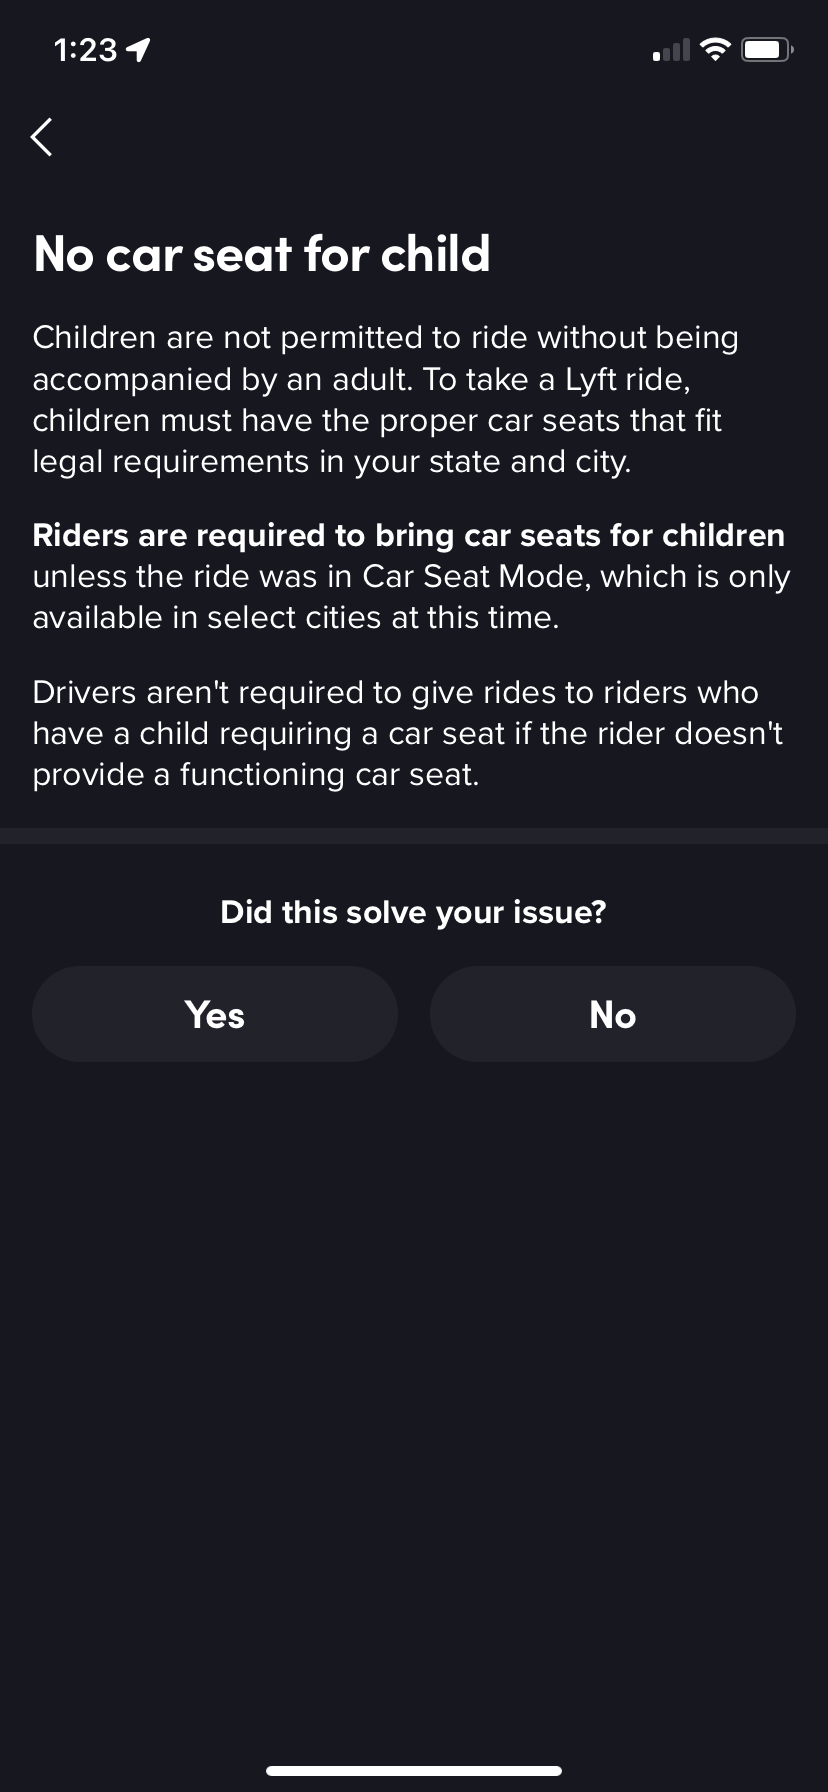 1:23
No car seat for child
Children are not permitted to ride without being
accompanied by an adult. To take a Lyft ride,
children must have the proper car seats that fit
legal requirements in your state and city.
Riders are required to bring car seats for children
unless the ride was in Car Seat Mode, which is only
available in select cities at this time.
Drivers aren't required to give rides to riders who
have a child requiring a car seat if the rider doesn't
provide a functioning car seat.
Did this solve your issue?
Yes
No